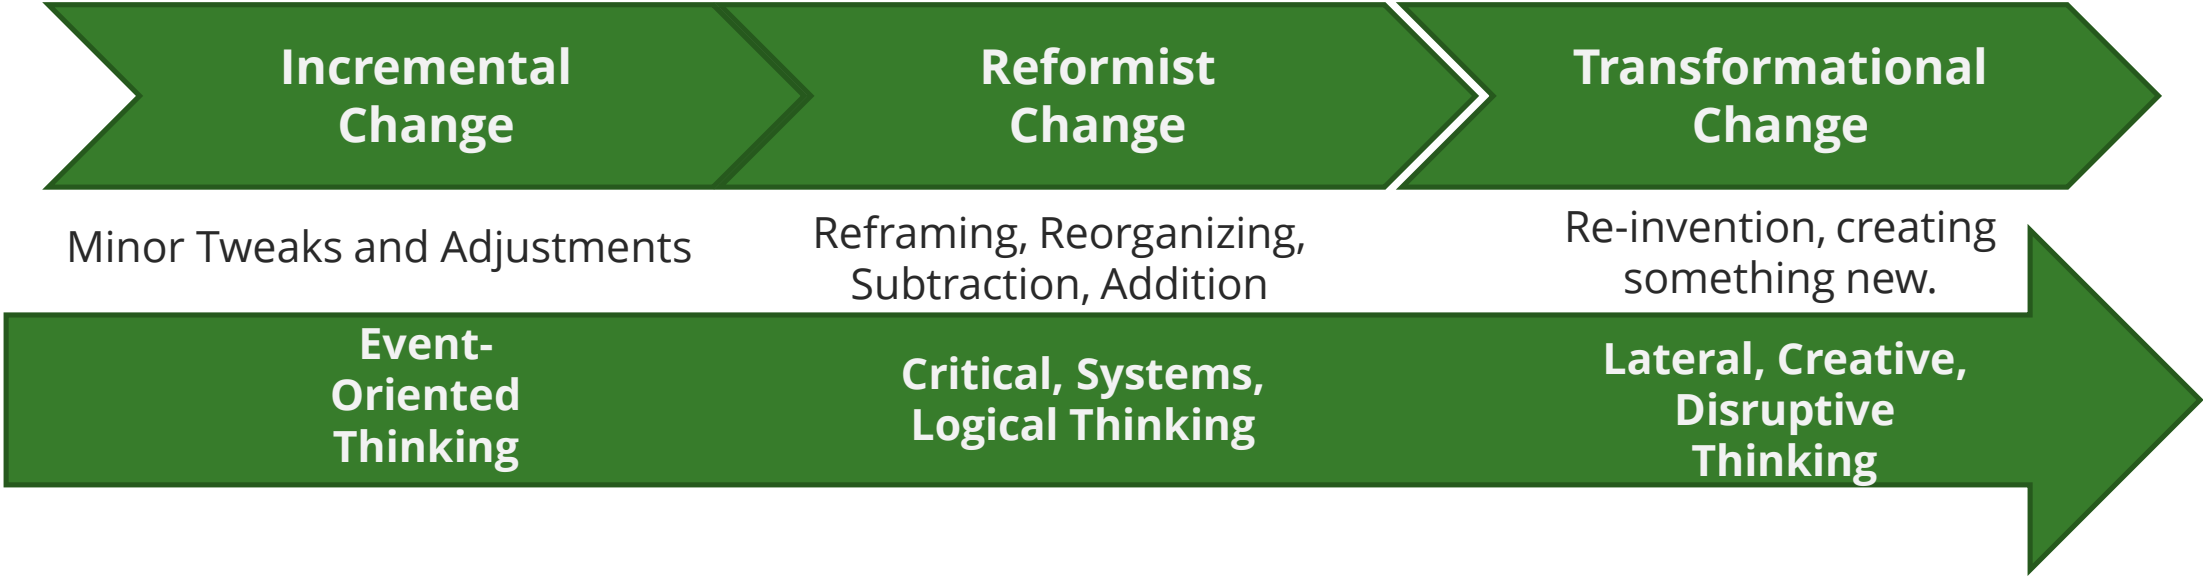 Incremental
Change
Reformist
Change
Transformational
Change
Minor Tweaks and Adjustments
Reframing, Reorganizing,
Subtraction, Addition
Re-invention, creating
something new.
Event-
Oriented
Thinking
Critical, Systems,
Logical Thinking
Lateral, Creative,
Disruptive
Thinking